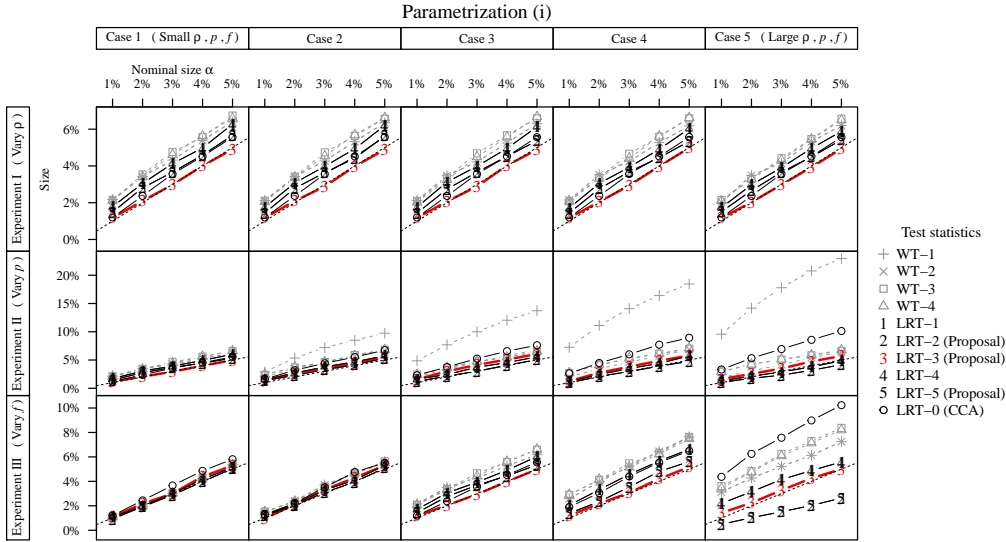 Parametrization (i)
Case 1 ( Small ρ , p , f )
Case 2
Case 3
Case 4
Case 5 ( Large ρ , p , f )
Nominal size α
1% 2% 3% 4% 5%
1% 2% 3% 4% 5%
1% 2% 3% 4% 5%
1% 2% 3% 4% 5%
1% 2% 3% 4% 5%
Experiment I ( Vary ρ )
Size
6%
4%
2%
0%
Experiment II ( Vary p )
20%
15%
10%
5%
0%
Experiment III ( Vary f )
10%
8%
6%
4%
2%
0%
Test statistics
WT−1
WT−2
WT−3
WT−4
1 LRT−1
2 LRT−2 (Proposal)
3 LRT−3 (Proposal)
4 LRT−4
5 LRT−5 (Proposal)
LRT−0 (CCA)